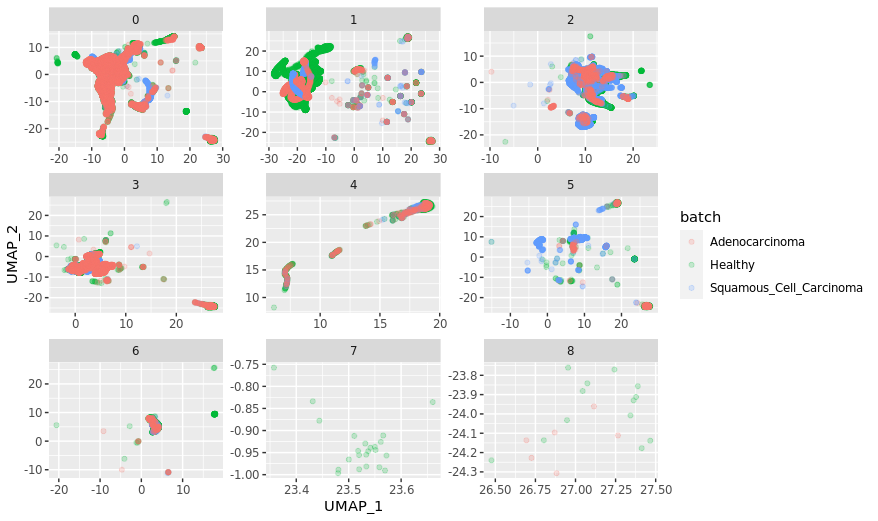 0 1 2
10 0 -10 -20
20 10 0 -10 -20
10 0 -10 -20
-20 -10 0 10 20 30
-30 -20 -10 0 10 20 30
-10 0 10 20
3 4 5
20 10 0 -10 -20
25 20 15 10
20 10 0 -10 -20
0 10 20
10 15 20
-10 0 10 20
6 7 8
20 10 0 -10
-0.75 -0.80 -0.85 -0.90 -0.95 -1.00
-23.8 -23.9 -24.0 -24.1 -24.2 -24.3
-20 -10 0 10
23.4 23.5 23.6
26.50 26.75 27.00 27.25 27.50
UMAP_1
UMAP_2
batch
Adenocarcinoma
Healthy
Squamous_Cell_Carcinoma